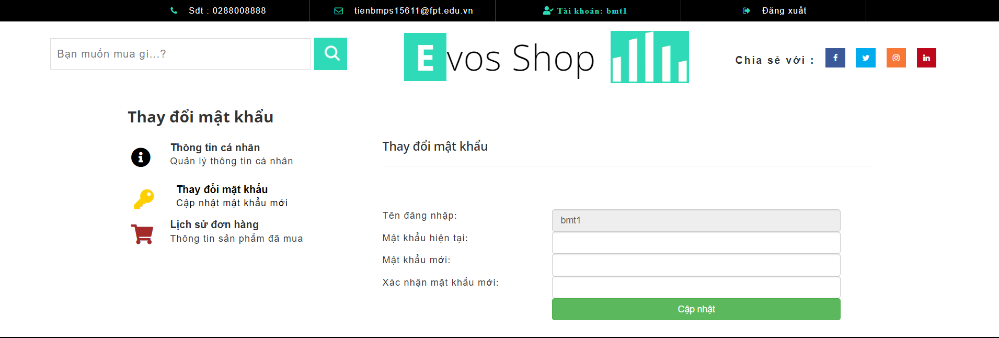 Sđt : 0288008888
tienbmps15611@fpt.edu.vn
Tài khoản: bmt1
Đăng xuất
Bạn muốn mua gì...?
Evos Shop
Chia sẻ với :
Thay đổi mật khẩu
Thông tin cá nhân
Quản lý thông tin cá nhân
Thay đổi mật khẩu
Cập nhật mật khẩu mới
Lịch sử đơn hàng
Thông tin sản phẩm đã mua
Thay đổi mật khẩu
Tên đăng nhập:
bmt1
Mật khẩu hiện tại:
Mật khẩu mới:
Xác nhận mật khẩu mới:
Cập nhật